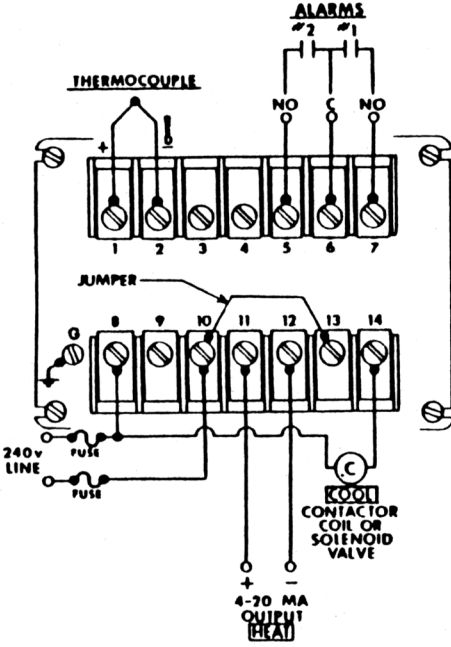 ALARMS
#2 #1
THERMOCOUPLE
NO C NO
+ −
1 2 3 4 5 6 7
JUMPER
G 8 9 10 11 12 13 14
240v
LINE
FUSE
FUSE
.C
COOL
CONTACTOR
COIL OR
SOLENOID
VALVE
+ −
4-20 MA
OUTPUT
HEAT